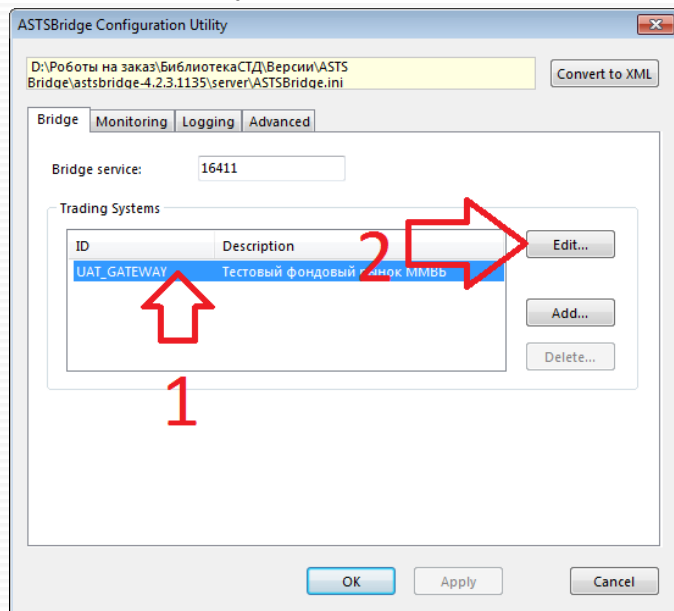 ASTSBridge Configuration Utility
D:\Роботы на заказ\БиблиотекаСТД\Версии\ASTS
Bridge\astsbridge-4.2.3.1135\server\ASTSBridge.ini
Convert to XML
Bridge Monitoring Logging Advanced
Bridge service: 16411
Trading Systems
ID Description
2
Edit...
UAT_GATEWAY Тестовый фондовый рынок ММВБ
Add...
Delete...
1
OK Apply Cancel